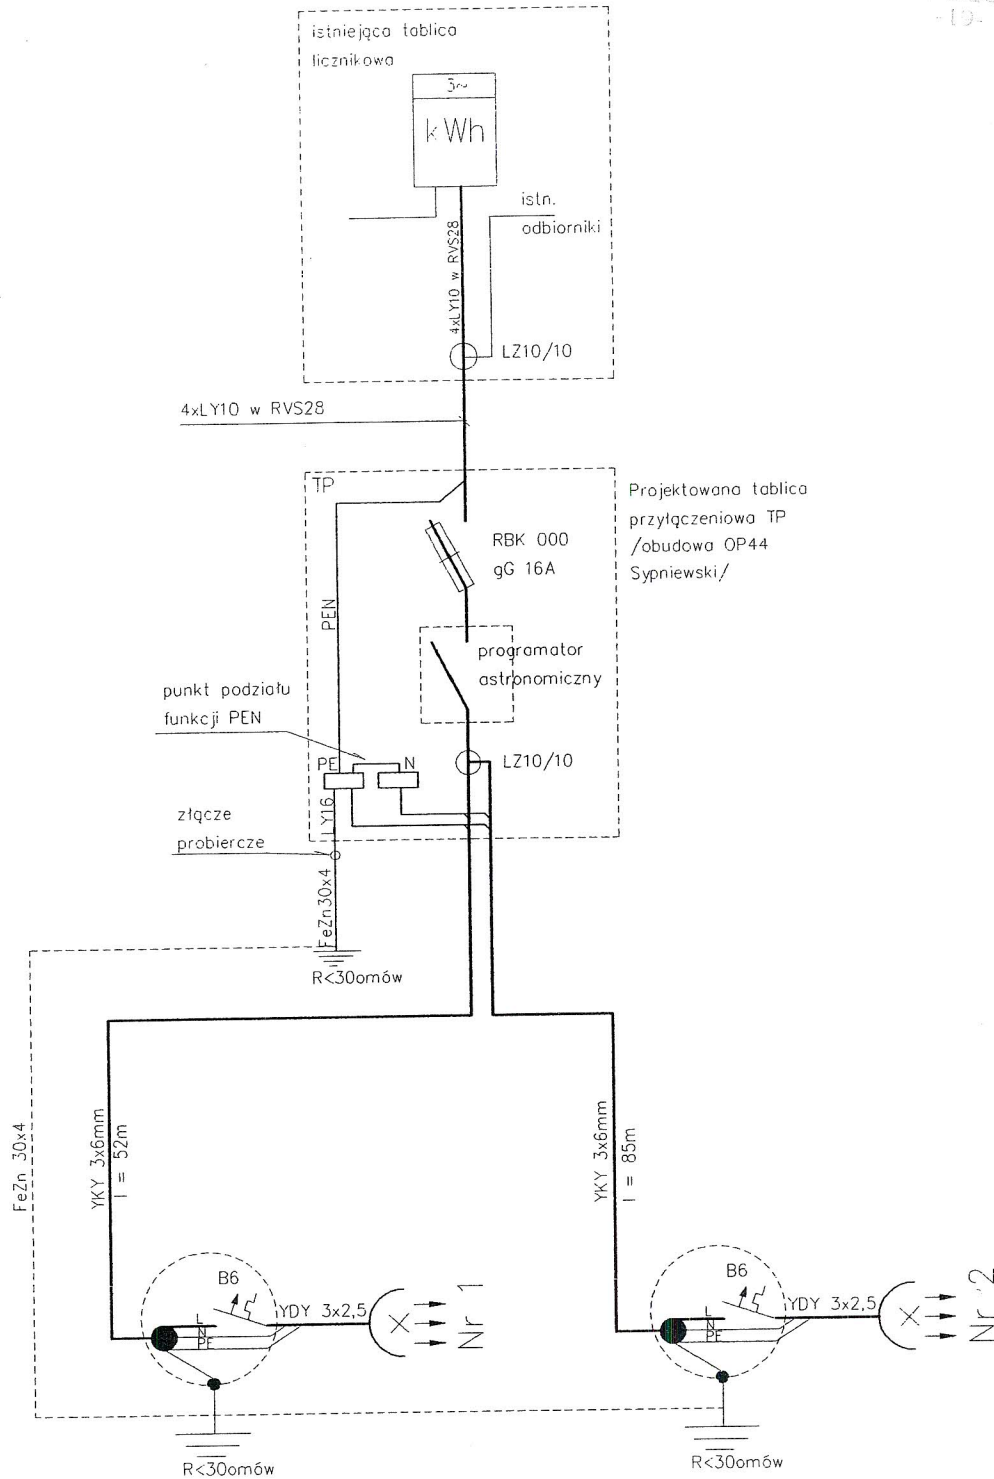 - 10 -
istniejąca tablica
licznikowa
3~
kWh
istn.
odbiorniki
4xLY10 w RVS28
LZ10/10
4xLY10 w RVS28
TP
Projektowana tablica
przyłączeniowa TP
/obudowa OP44
Sypniewski/
RBK 000
gG 16A
PEN
programator
astronomiczny
punkt podziału
funkcji PEN
PE
N
LZ10/10
LY16
złącze
probiercze
FeZn30x4
R<30omów
FeZn 30x4
YKY 3x6mm
l = 52m
YKY 3x6mm
l = 85m
B6
L
N
PE
YDY 3x2,5
Nr 1
B6
L
N
PE
YDY 3x2,5
Nr 2
R<30omów
R<30omów